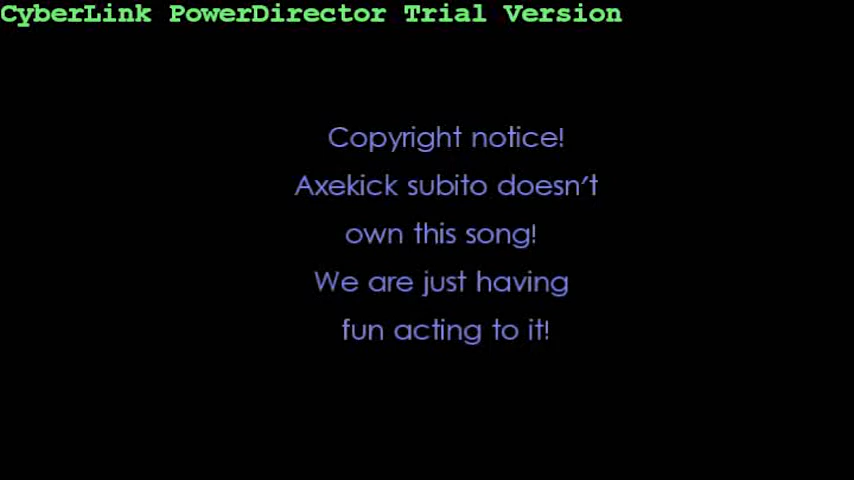 CyberLink PowerDirector Trial Version
Copyright notice!
Axekick subito doesn't
own this song!
We are just having
fun acting to it!